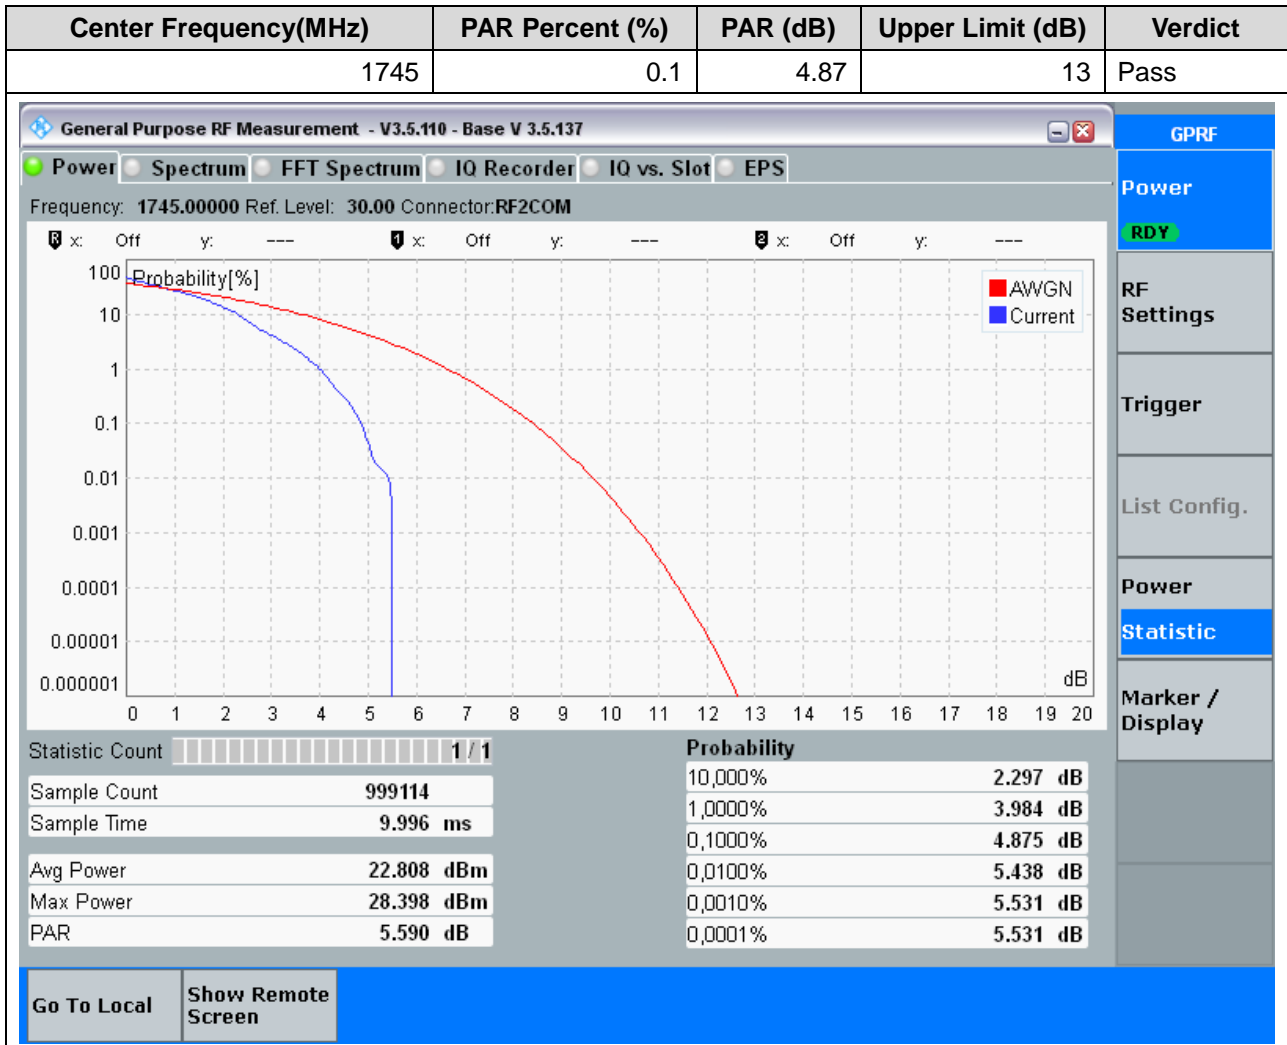 Center Frequency(MHz) PAR Percent (%) PAR (dB) Upper Limit (dB) Verdict
1745 0.1 4.87 13 Pass
General Purpose RF Measurement - V3.5.110 - Base V 3.5.137
GPRF
Power Spectrum FFT Spectrum IQ Recorder IQ vs. Slot EPS
Power
RDY
Frequency: 1745.00000 Ref. Level: 30.00 Connector:RF2COM
R x: Off y: --- 1 x: Off y: --- 2 x: Off y: ---
Probability[%]
AWGN
Current
100
10
1
0.1
0.01
0.001
0.0001
0.00001
0.000001
dB
0 1 2 3 4 5 6 7 8 9 10 11 12 13 14 15 16 17 18 19 20
RF
Settings
Trigger
List Config.
Power
Statistic
Marker /
Display
Statistic Count 1 / 1
Sample Count 999114
Sample Time 9.996 ms
Avg Power 22.808 dBm
Max Power 28.398 dBm
PAR 5.590 dB
Probability
10,000% 2.297 dB
1,0000% 3.984 dB
0,1000% 4.875 dB
0,0100% 5.438 dB
0,0010% 5.531 dB
0,0001% 5.531 dB
Go To Local
Show Remote
Screen